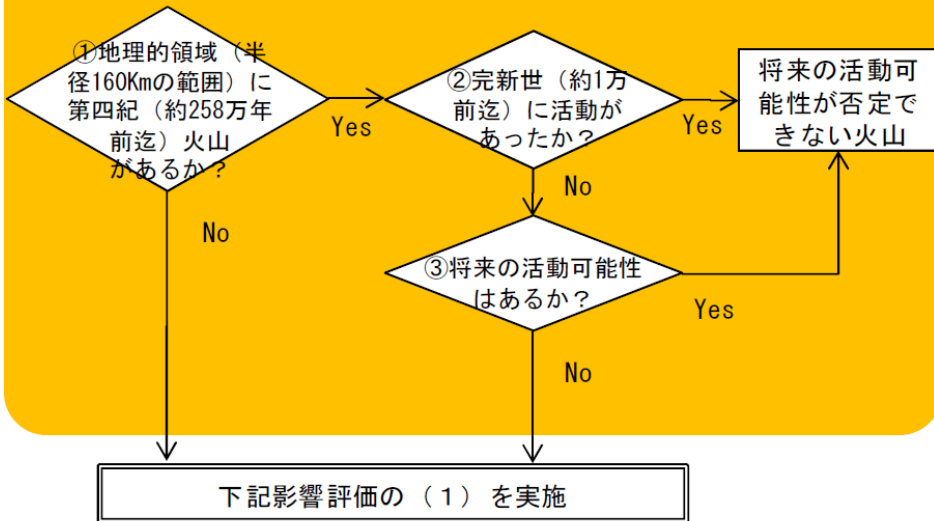 ①地理的領域（半
径160Kmの範囲）に
第四紀（約258万年
前迄）火山
があるか？
Yes
②完新世（約1万
前迄）に活動が
あったか？
Yes
将来の活動可
能性が否定で
きない火山
No
No
③将来の活動可能性
はあるか？
Yes
No
下記影響評価の（１）を実施